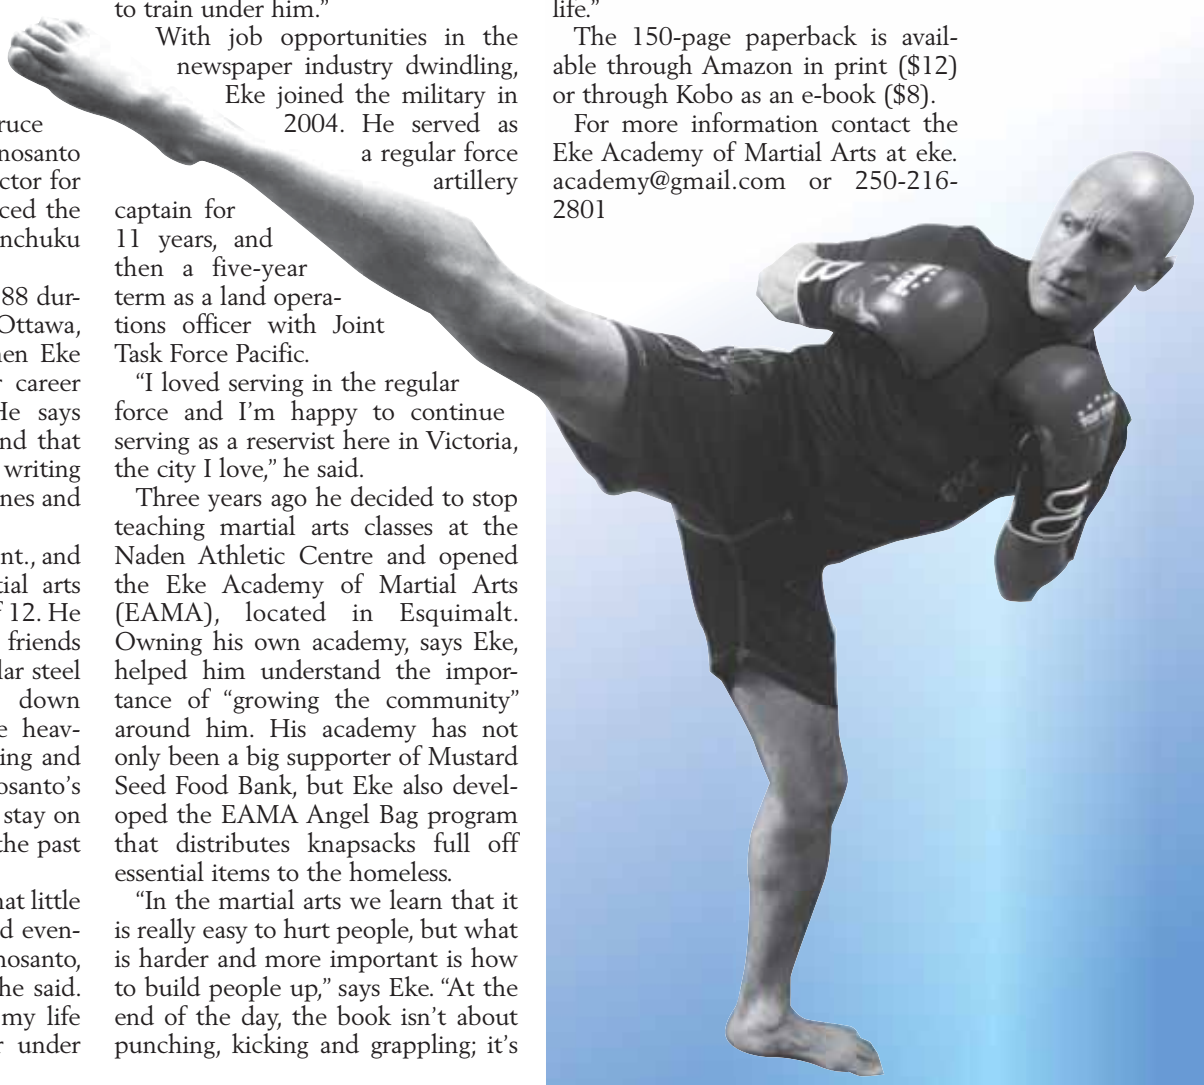 ruce
nosanto
ctor for
ced the
nchuku
88 dur-
Ottawa,
hen Eke
r career
He says
nd that
writing
nes and
nt., and
tial arts
f 12. He
friends
lar steel
down
e heav-
ing and
osanto's
stay on
the past
hat little
d even-
nosanto,
he said.
my life
r under
to train under him.”
With job opportunities in the
newspaper industry dwindling,
Eke joined the military in
2004. He served as
a regular force
artillery
captain for
11 years, and
then a five-year
term as a land opera-
tions officer with Joint
Task Force Pacific.
“I loved serving in the regular
force and I’m happy to continue
serving as a reservist here in Victoria,
the city I love,” he said.
Three years ago he decided to stop
teaching martial arts classes at the
Naden Athletic Centre and opened
the Eke Academy of Martial Arts
(EAMA), located in Esquimalt.
Owning his own academy, says Eke,
helped him understand the impor-
tance of “growing the community”
around him. His academy has not
only been a big supporter of Mustard
Seed Food Bank, but Eke also devel-
oped the EAMA Angel Bag program
that distributes knapsacks full off
essential items to the homeless.
“In the martial arts we learn that it
is really easy to hurt people, but what
is harder and more important is how
to build people up,” says Eke. “At the
end of the day, the book isn’t about
punching, kicking and grappling; it’s
life.”
The 150-page paperback is avail-
able through Amazon in print ($12)
or through Kobo as an e-book ($8).
For more information contact the
Eke Academy of Martial Arts at eke.
academy@gmail.com or 250-216-
2801